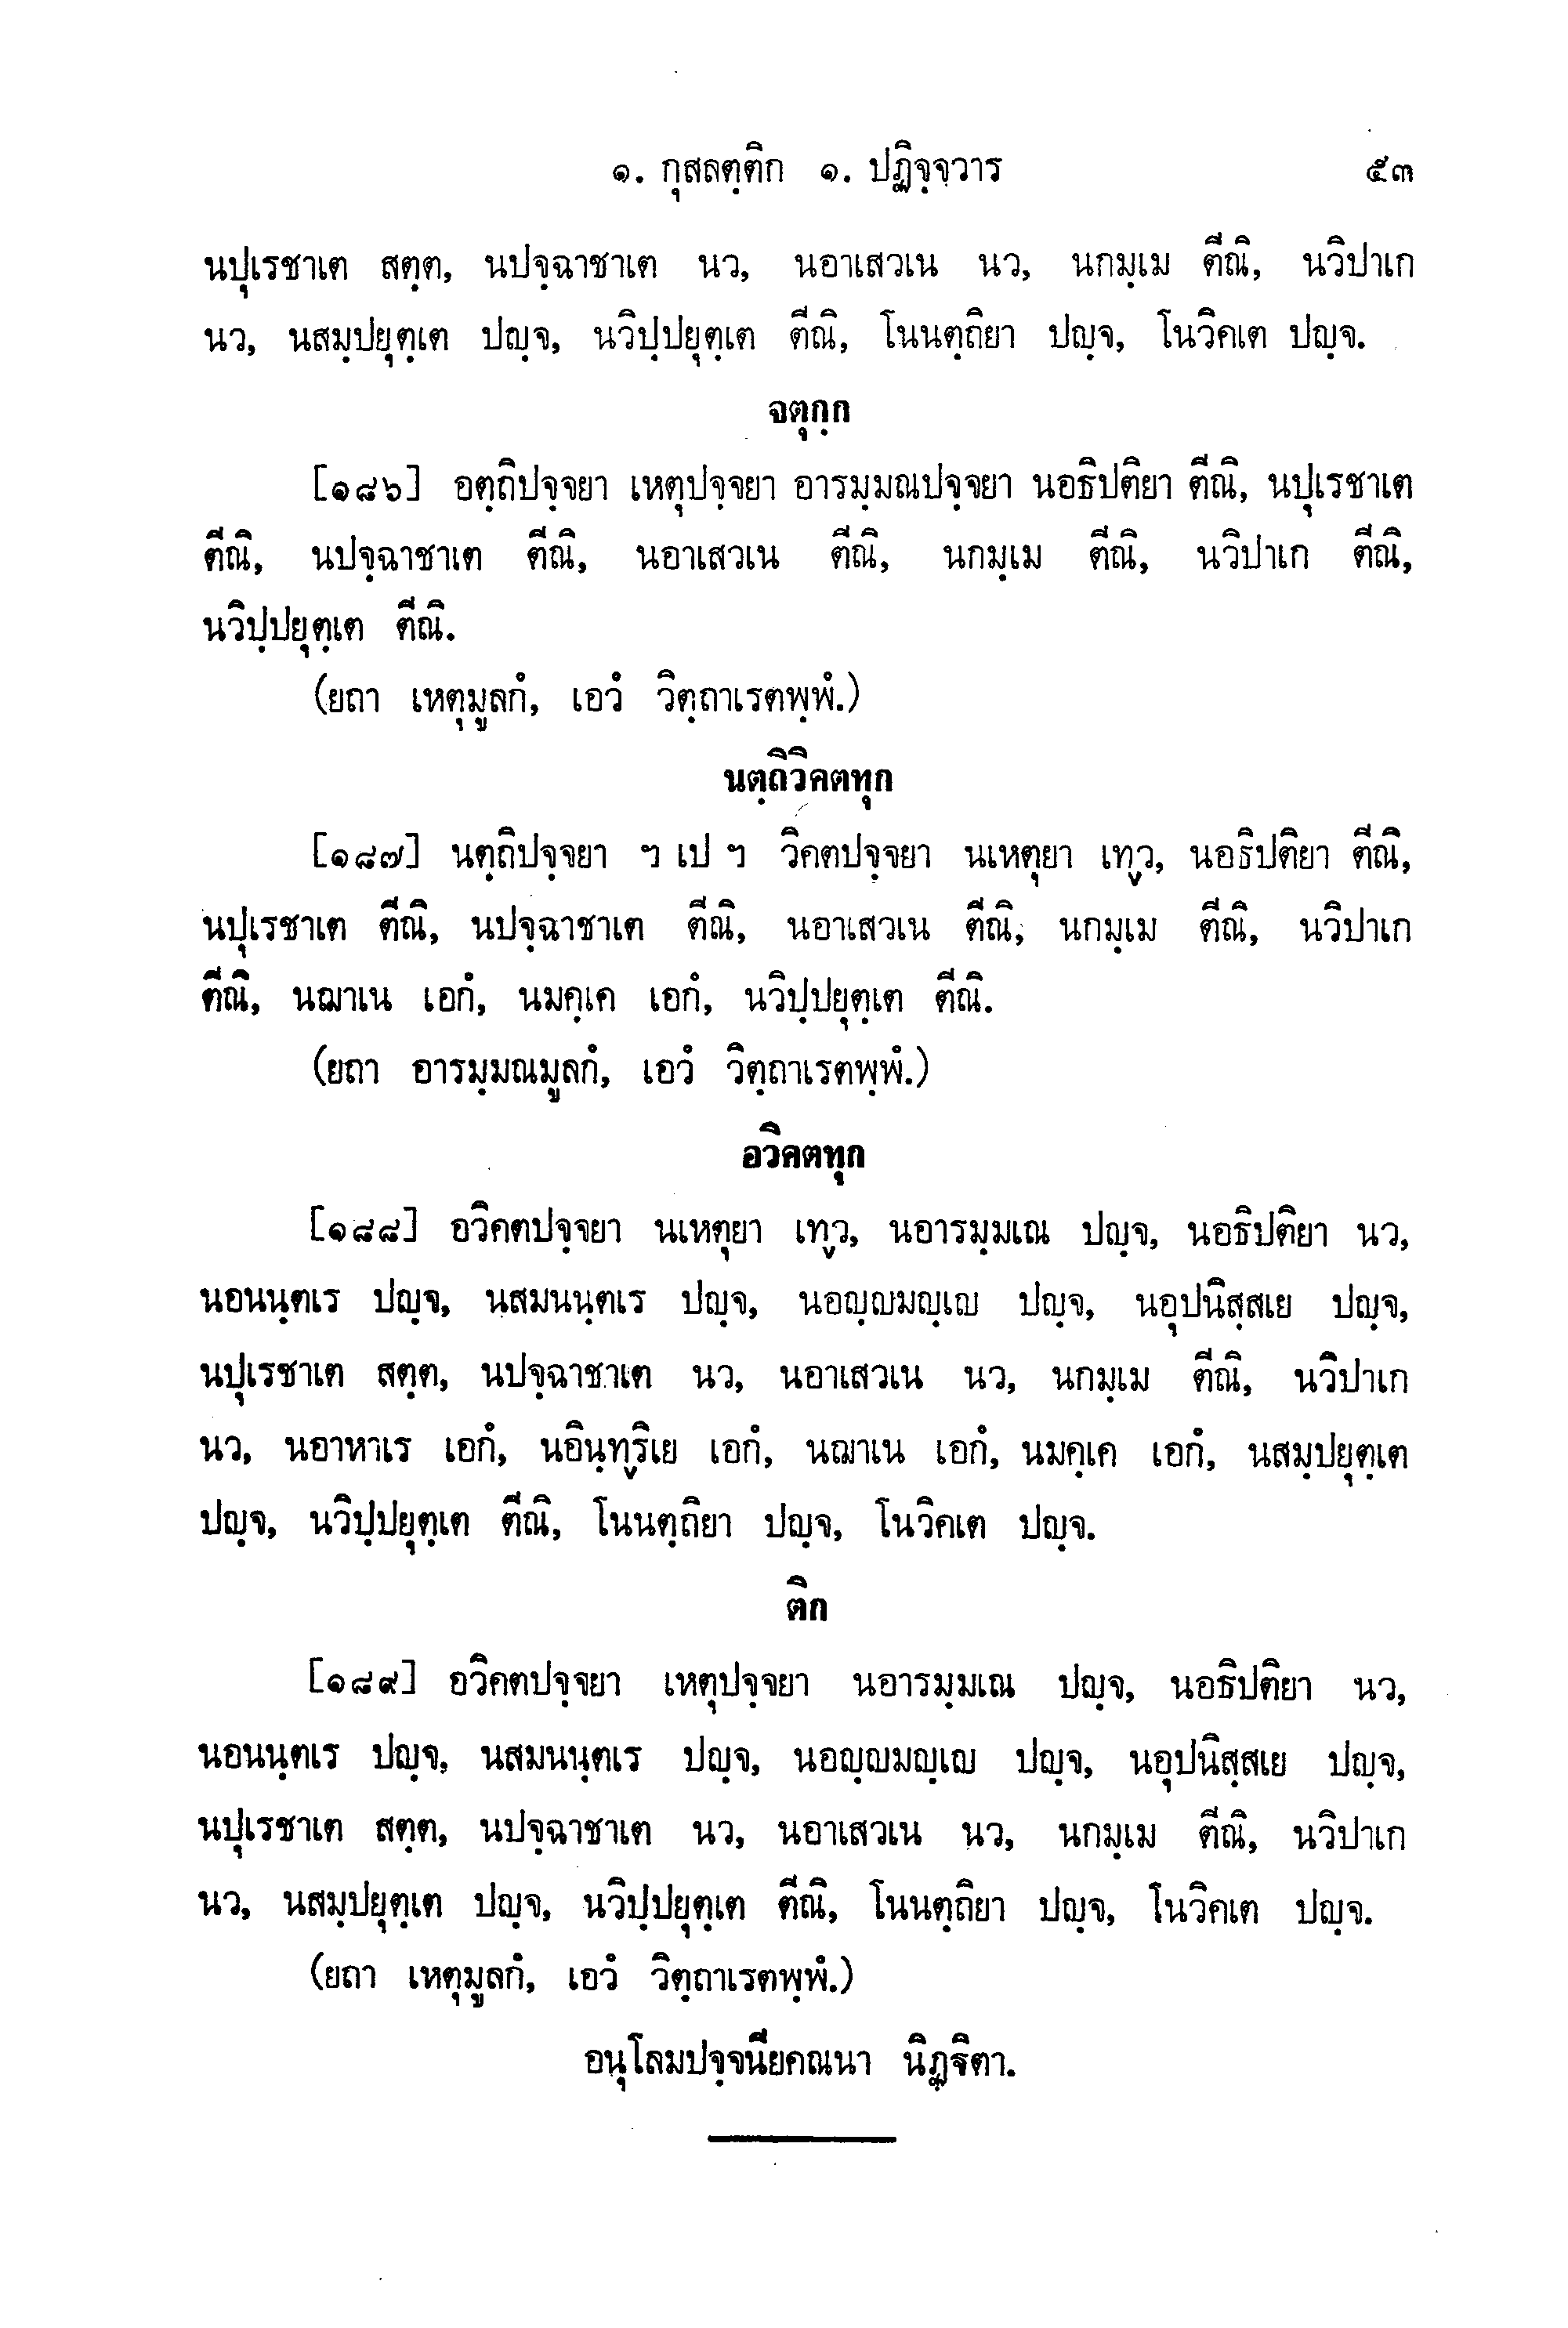 ๑. กุสลตฺติก ๑. ปฏิจฺจวาร ๕๓
นปุเรชาเต สตฺต, นปจฺฉาชาเต นว, นอาเสวเน นว, นกมฺเม ตีณิ, นวิปาเก
นว, นสมฺปยุตฺเต ปญฺจ, นวิปฺปยุตฺเต ตีณิ, โนนตฺถิยา ปญฺจ, โนวิคเต ปญฺจ.
จตุกฺก
[๑๘๖] อตฺถิปจฺจยา เหตุปจฺจยา อารมฺมณปจฺจยา นอธิปติยา ตีณิ, นปุเรชาเต
ตีณิ, นปจฺฉาชาเต ตีณิ, นอาเสวเน ตีณิ, นกมฺเม ตีณิ, นวิปาเก ตีณิ,
นวิปฺปยุตฺเต ตีณิ.
(ยถา เหตุมูลกํ, เอวํ วิตฺถาเรตพฺพํ.)
นตฺถิวิคตทุก
[๑๘๗] นตฺถิปจฺจยา ฯ เป ฯ วิคตปจฺจยา นเหตุยา เทฺว, นอธิปติยา ตีณิ,
นปุเรชาเต ตีณิ, นปจฺฉาชาเต ตีณิ, นอาเสวเน ตีณิ, นกมฺเม ตีณิ, นวิปาเก
ตีณิ, นฌาเน เอกํ, นมคฺเค เอกํ, นวิปฺปยุตฺเต ตีณิ.
(ยถา อารมฺมณมูลกํ, เอวํ วิตฺถาเรตพฺพํ.)
อวิคตทุก
[๑๘๘] อวิคตปจฺจยา นเหตุยา เทฺว, นอารมฺมเณ ปญฺจ, นอธิปติยา นว,
นอนนฺตเร ปญฺจ, นสมนนฺตเร ปญฺจ, นอญฺญมญฺเญ ปญฺจ, นอุปนิสฺสเย ปญฺจ,
นปุเรชาเต สตฺต, นปจฺฉาชาเต นว, นอาเสวเน นว, นกมฺเม ตีณิ, นวิปาเก
นว, นอาหาเร เอกํ, นอินฺทฺริเย เอกํ, นฌาเน เอกํ, นมคฺเค เอกํ, นสมฺปยุตฺเต
ปญฺจ, นวิปฺปยุตฺเต ตีณิ, โนนตฺถิยา ปญฺจ, โนวิคเต ปญฺจ.
ติก
[๑๘๙] อวิคตปจฺจยา เหตุปจฺจยา นอารมฺมเณ ปญฺจ, นอธิปติยา นว,
นอนนฺตเร ปญฺจ, นสมนนฺตเร ปญฺจ, นอญฺญมญฺเญ ปญฺจ, นอุปนิสฺสเย ปญฺจ,
นปุเรชาเต สตฺต, นปจฺฉาชาเต นว, นอาเสวเน นว, นกมฺเม ตีณิ, นวิปาเก
นว, นสมฺปยุตฺเต ปญฺจ, นวิปฺปยุตฺเต ตีณิ, โนนตฺถิยา ปญฺจ, โนวิคเต ปญฺจ.
(ยถา เหตุมูลกํ, เอวํ วิตฺถาเรตพฺพํ.)
อนุโลมปจฺจนียคณนา นิฏฺฐิตา.